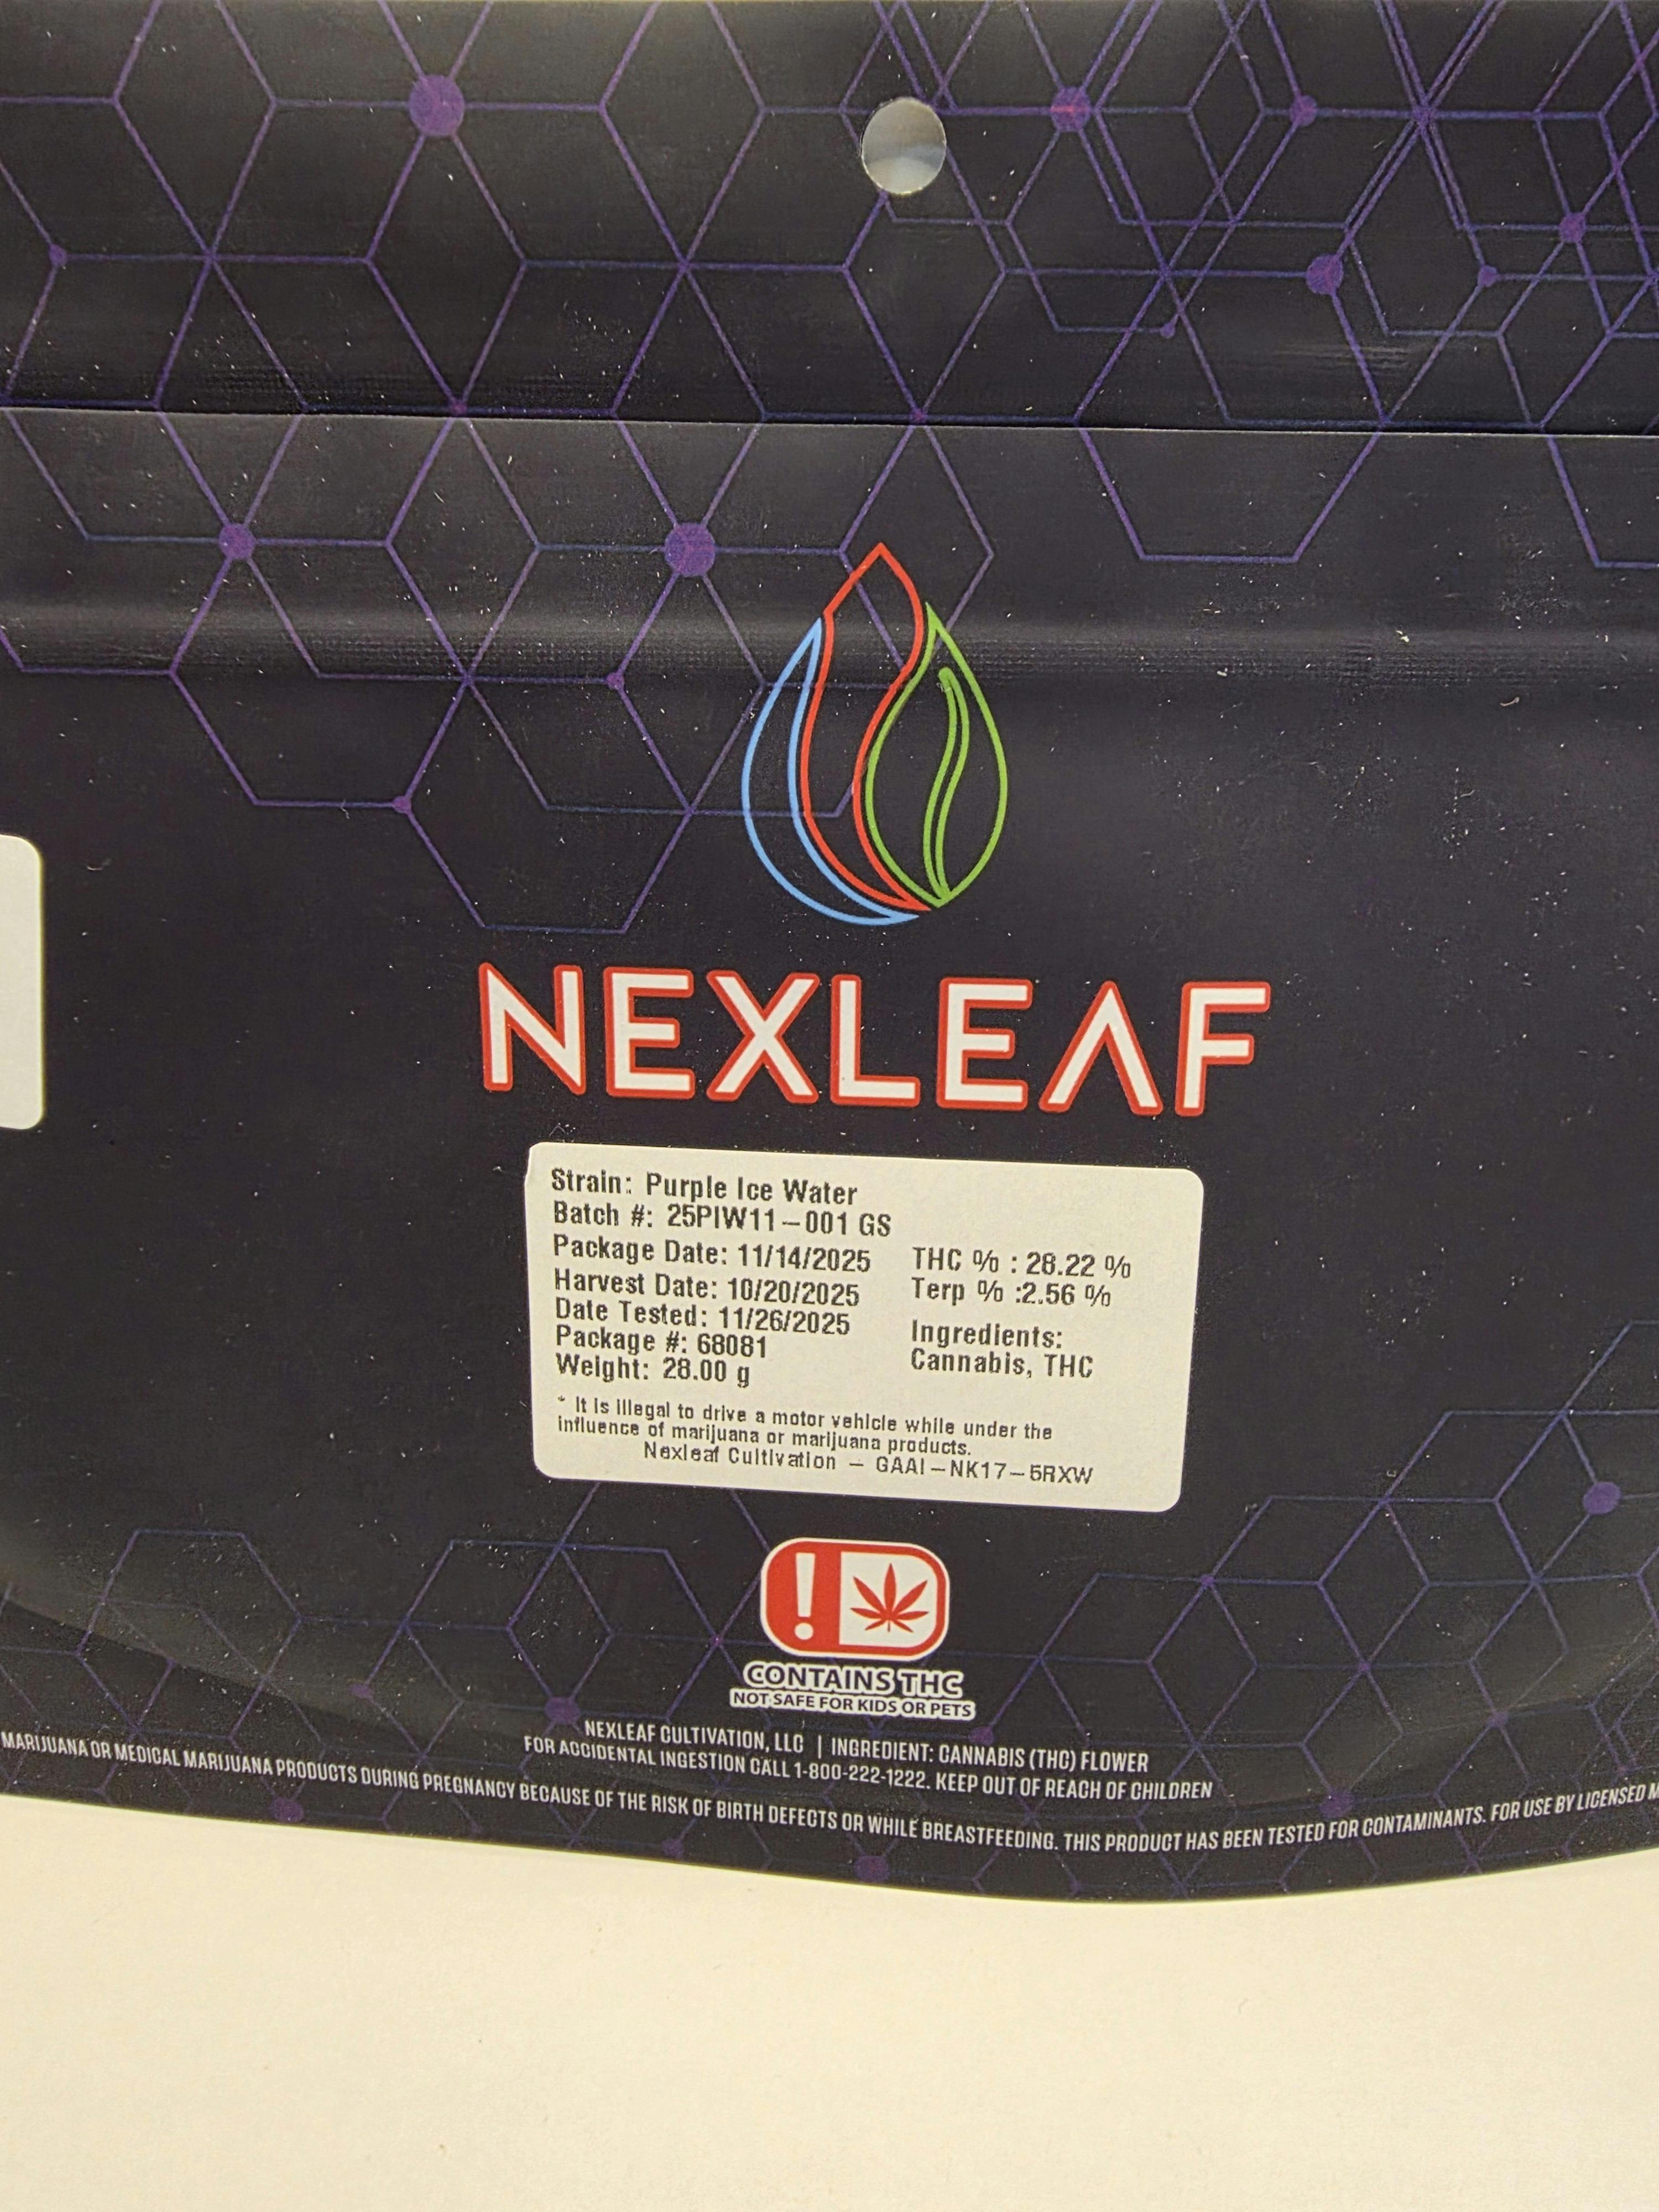 NEXLEAF
Strain: Purple Ice Water
Batch #: 25PIW11-001 GS
Package Date: 11/14/2025
Harvest Date: 10/20/2025
Date Tested: 11/26/2025
Package #: 68081
Weight: 28.00 g
THC % : 28.22 %
Terp % :2.56 %
Ingredients:
Cannabis, THC
* It is illegal to drive a motor vehicle while under the
influence of marijuana or marijuana products.
Nexleaf Cultivation - GAAI-NK17-5RXW
!
CONTAINS THC
NOT SAFE FOR KIDS OR PETS
NEXLEAF CULTIVATION, LLC | INGREDIENT: CANNABIS (THC) FLOWER
FOR ACCIDENTAL INGESTION CALL 1-800-222-1222. KEEP OUT OF REACH OF CHILDREN
MARIJUANA OR MEDICAL MARIJUANA PRODUCTS DURING PREGNANCY BECAUSE OF THE RISK OF BIRTH DEFECTS OR WHILE BREASTFEEDING. THIS PRODUCT HAS BEEN TESTED FOR CONTAMINANTS. FOR USE BY LICENSED